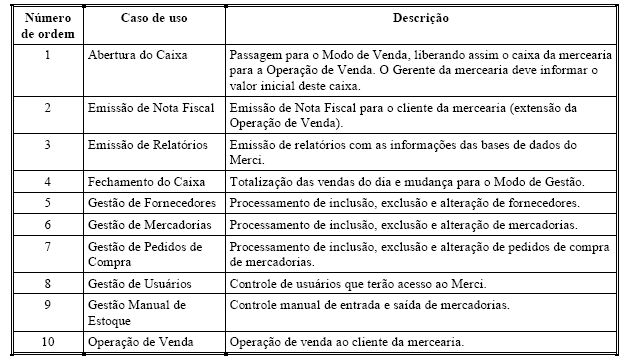 Número de ordem Caso de uso Descrição
1 Abertura do Caixa Passagem para o Modo de Venda, liberando assim o caixa da mercearia
para a Operação de Venda. O Gerente da mercearia deve informar o
valor inicial deste caixa.
2 Emissão de Nota Fiscal Emissão de Nota Fiscal para o cliente da mercearia (extensão da
Operação de Venda).
3 Emissão de Relatórios Emissão de relatórios com as informações das bases de dados do
Merci.
4 Fechamento do Caixa Totalização das vendas do dia e mudança para o Modo de Gestão.
5 Gestão de Fornecedores Processamento de inclusão, exclusão e alteração de fornecedores.
6 Gestão de Mercadorias Processamento de inclusão, exclusão e alteração de mercadorias.
7 Gestão de Pedidos de Compra Processamento de inclusão, exclusão e alteração de pedidos de compra
de mercadorias.
8 Gestão de Usuários Controle de usuários que terão acesso ao Merci.
9 Gestão Manual de Estoque Controle manual de entrada e saída de mercadorias.
10 Operação de Venda Operação de venda ao cliente da mercearia.